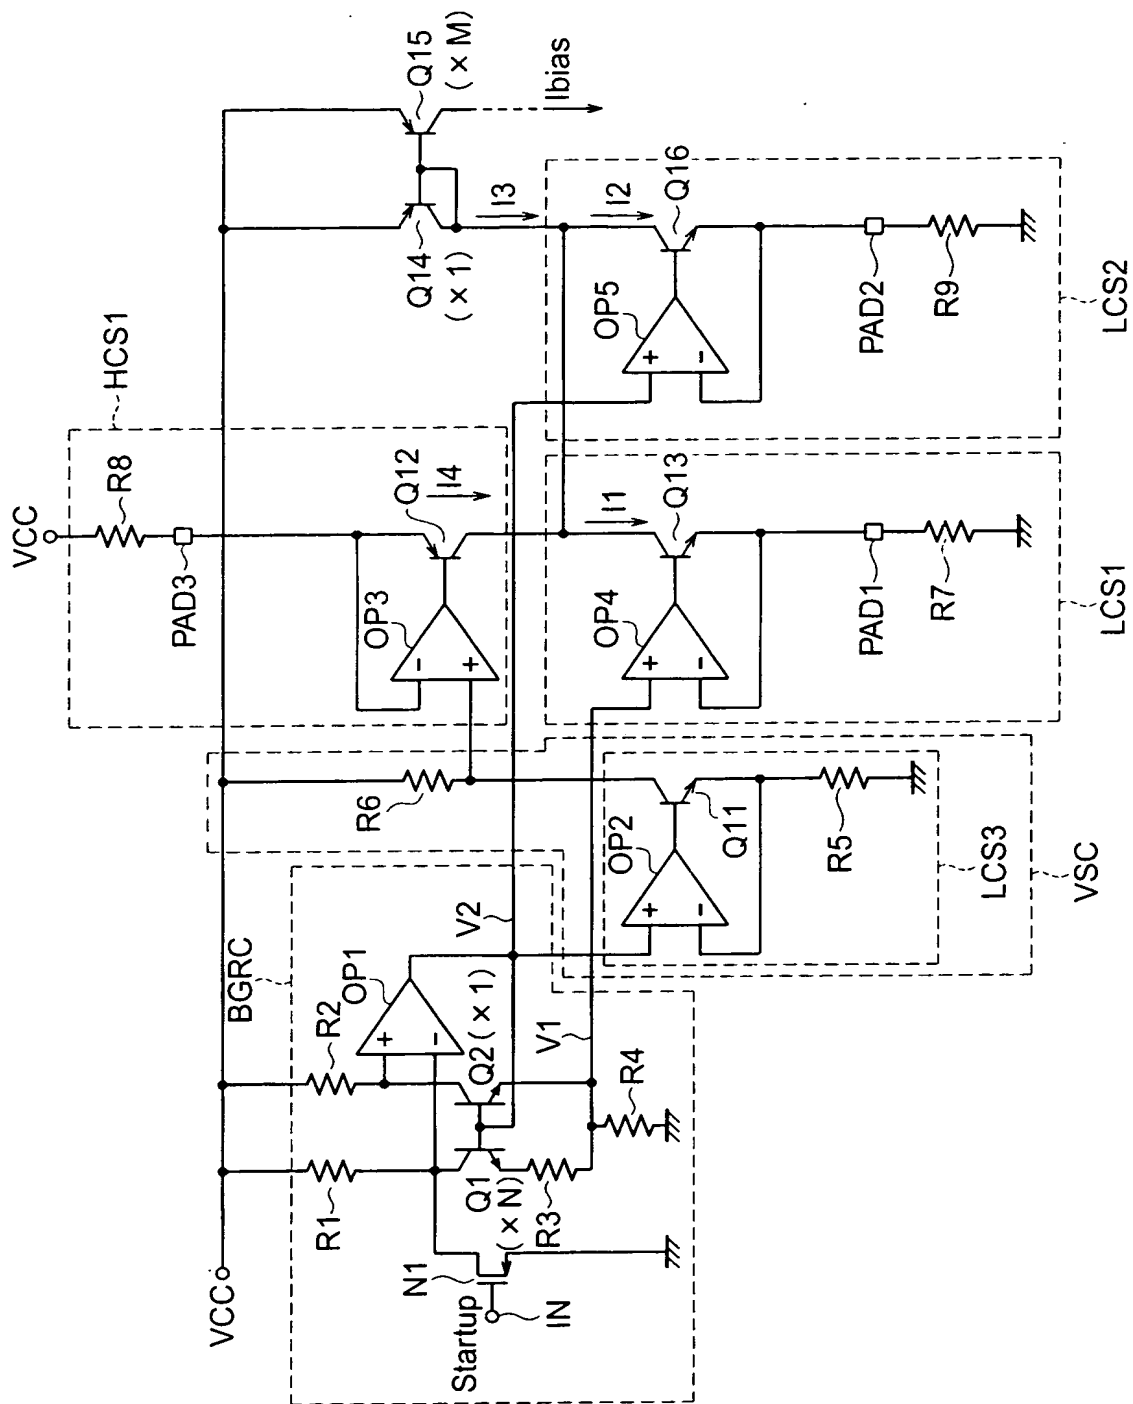 VCC
R8
HCS1
PAD3
Q12
I4
OP3
Q14
(×1)
Q15
(×M)
Ibias
I3
I2
Q16
OP5
PAD2
R9
LCS2
I1
Q13
OP4
PAD1
R7
LCS1
R6
OP2
Q11
R5
LCS3
VSC
V2
V1
BGRC
R2
OP1
Q2(×1)
R4
VCC
R1
Q1
(×N)
R3
N1
Startup
IN
+
-
-
+
+
-
+
-
+
-